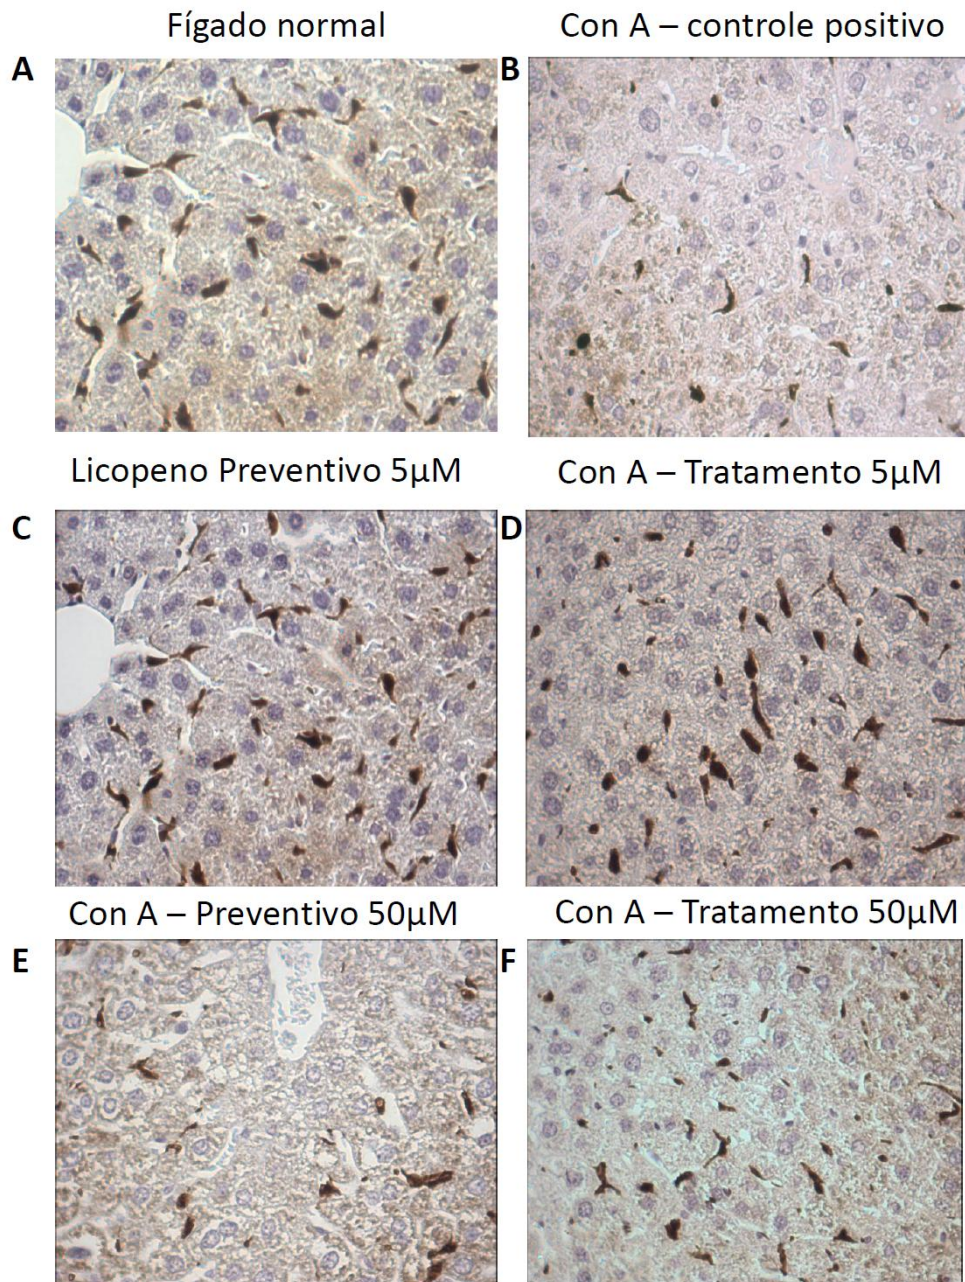 Fígado normal
Con A – controle positivo
A
B
Licopeno Preventivo 5µM
Con A – Tratamento 5µM
C
D
Con A – Preventivo 50µM
Con A – Tratamento 50µM
E
F